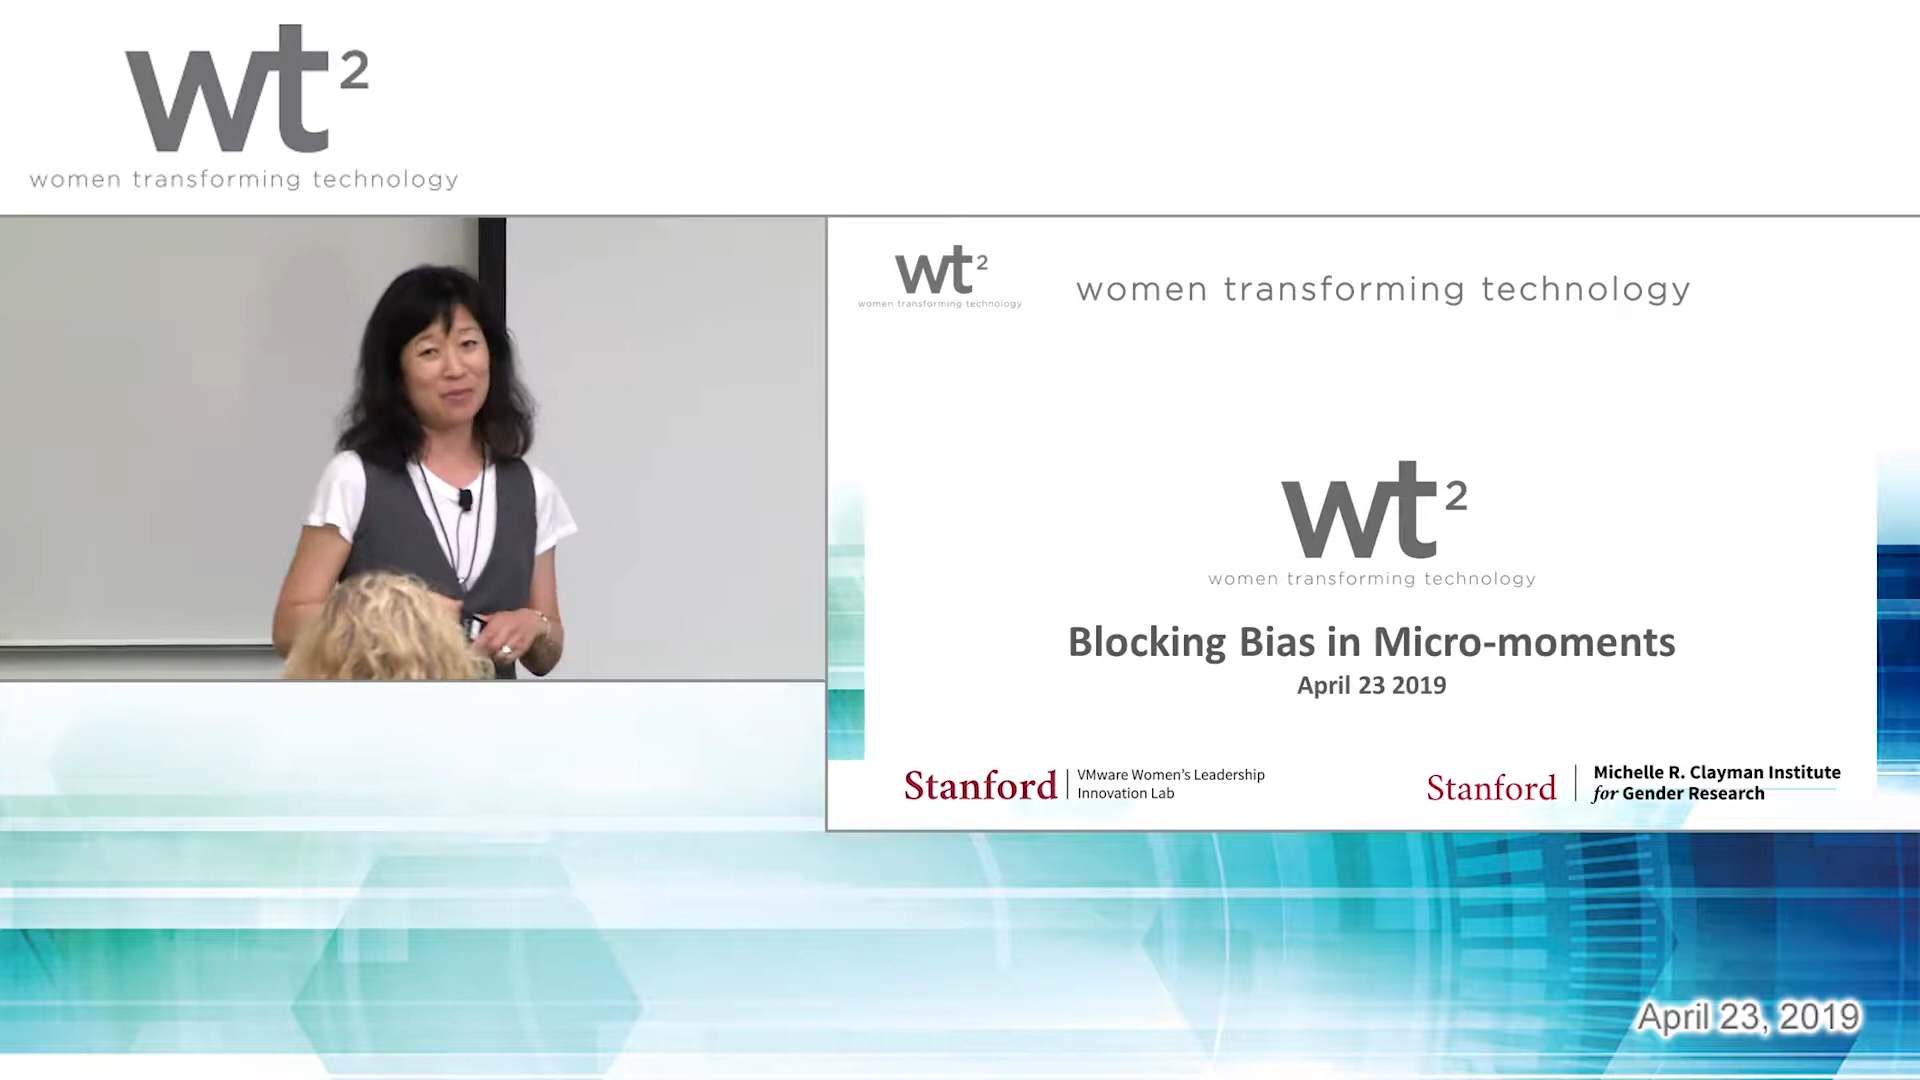 wt²
women transforming technology
wt²
women transforming technology
women transforming technology
wt²
women transforming technology
Blocking Bias in Micro-moments
April 23 2019
Stanford | VMware Women's Leadership
Innovation Lab
Stanford | Michelle R. Clayman Institute
for Gender Research
April 23, 2019